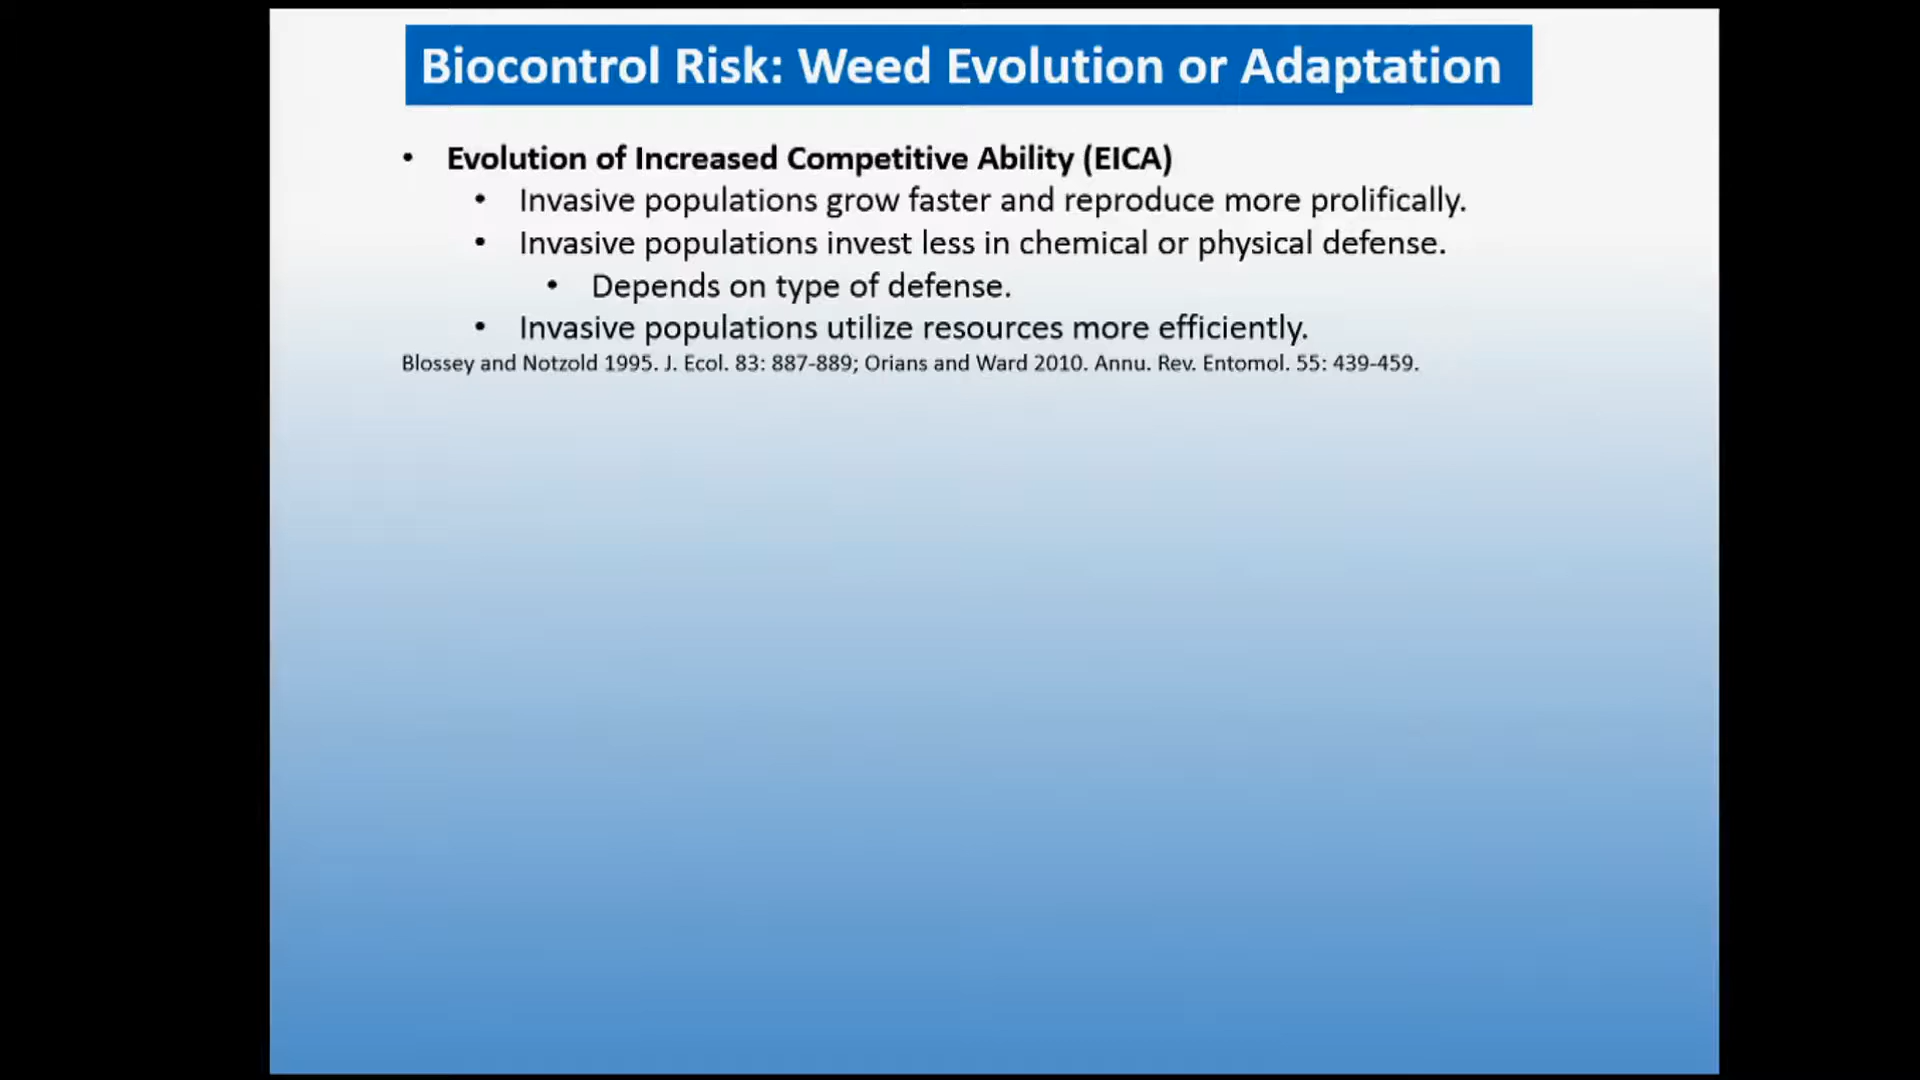 Biocontrol Risk: Weed Evolution or Adaptation
• Evolution of Increased Competitive Ability (EICA)
• Invasive populations grow faster and reproduce more prolifically.
• Invasive populations invest less in chemical or physical defense.
• Depends on type of defense.
• Invasive populations utilize resources more efficiently.
Blossey and Notzold 1995. J. Ecol. 83: 887-889; Orians and Ward 2010. Annu. Rev. Entomol. 55: 439-459.